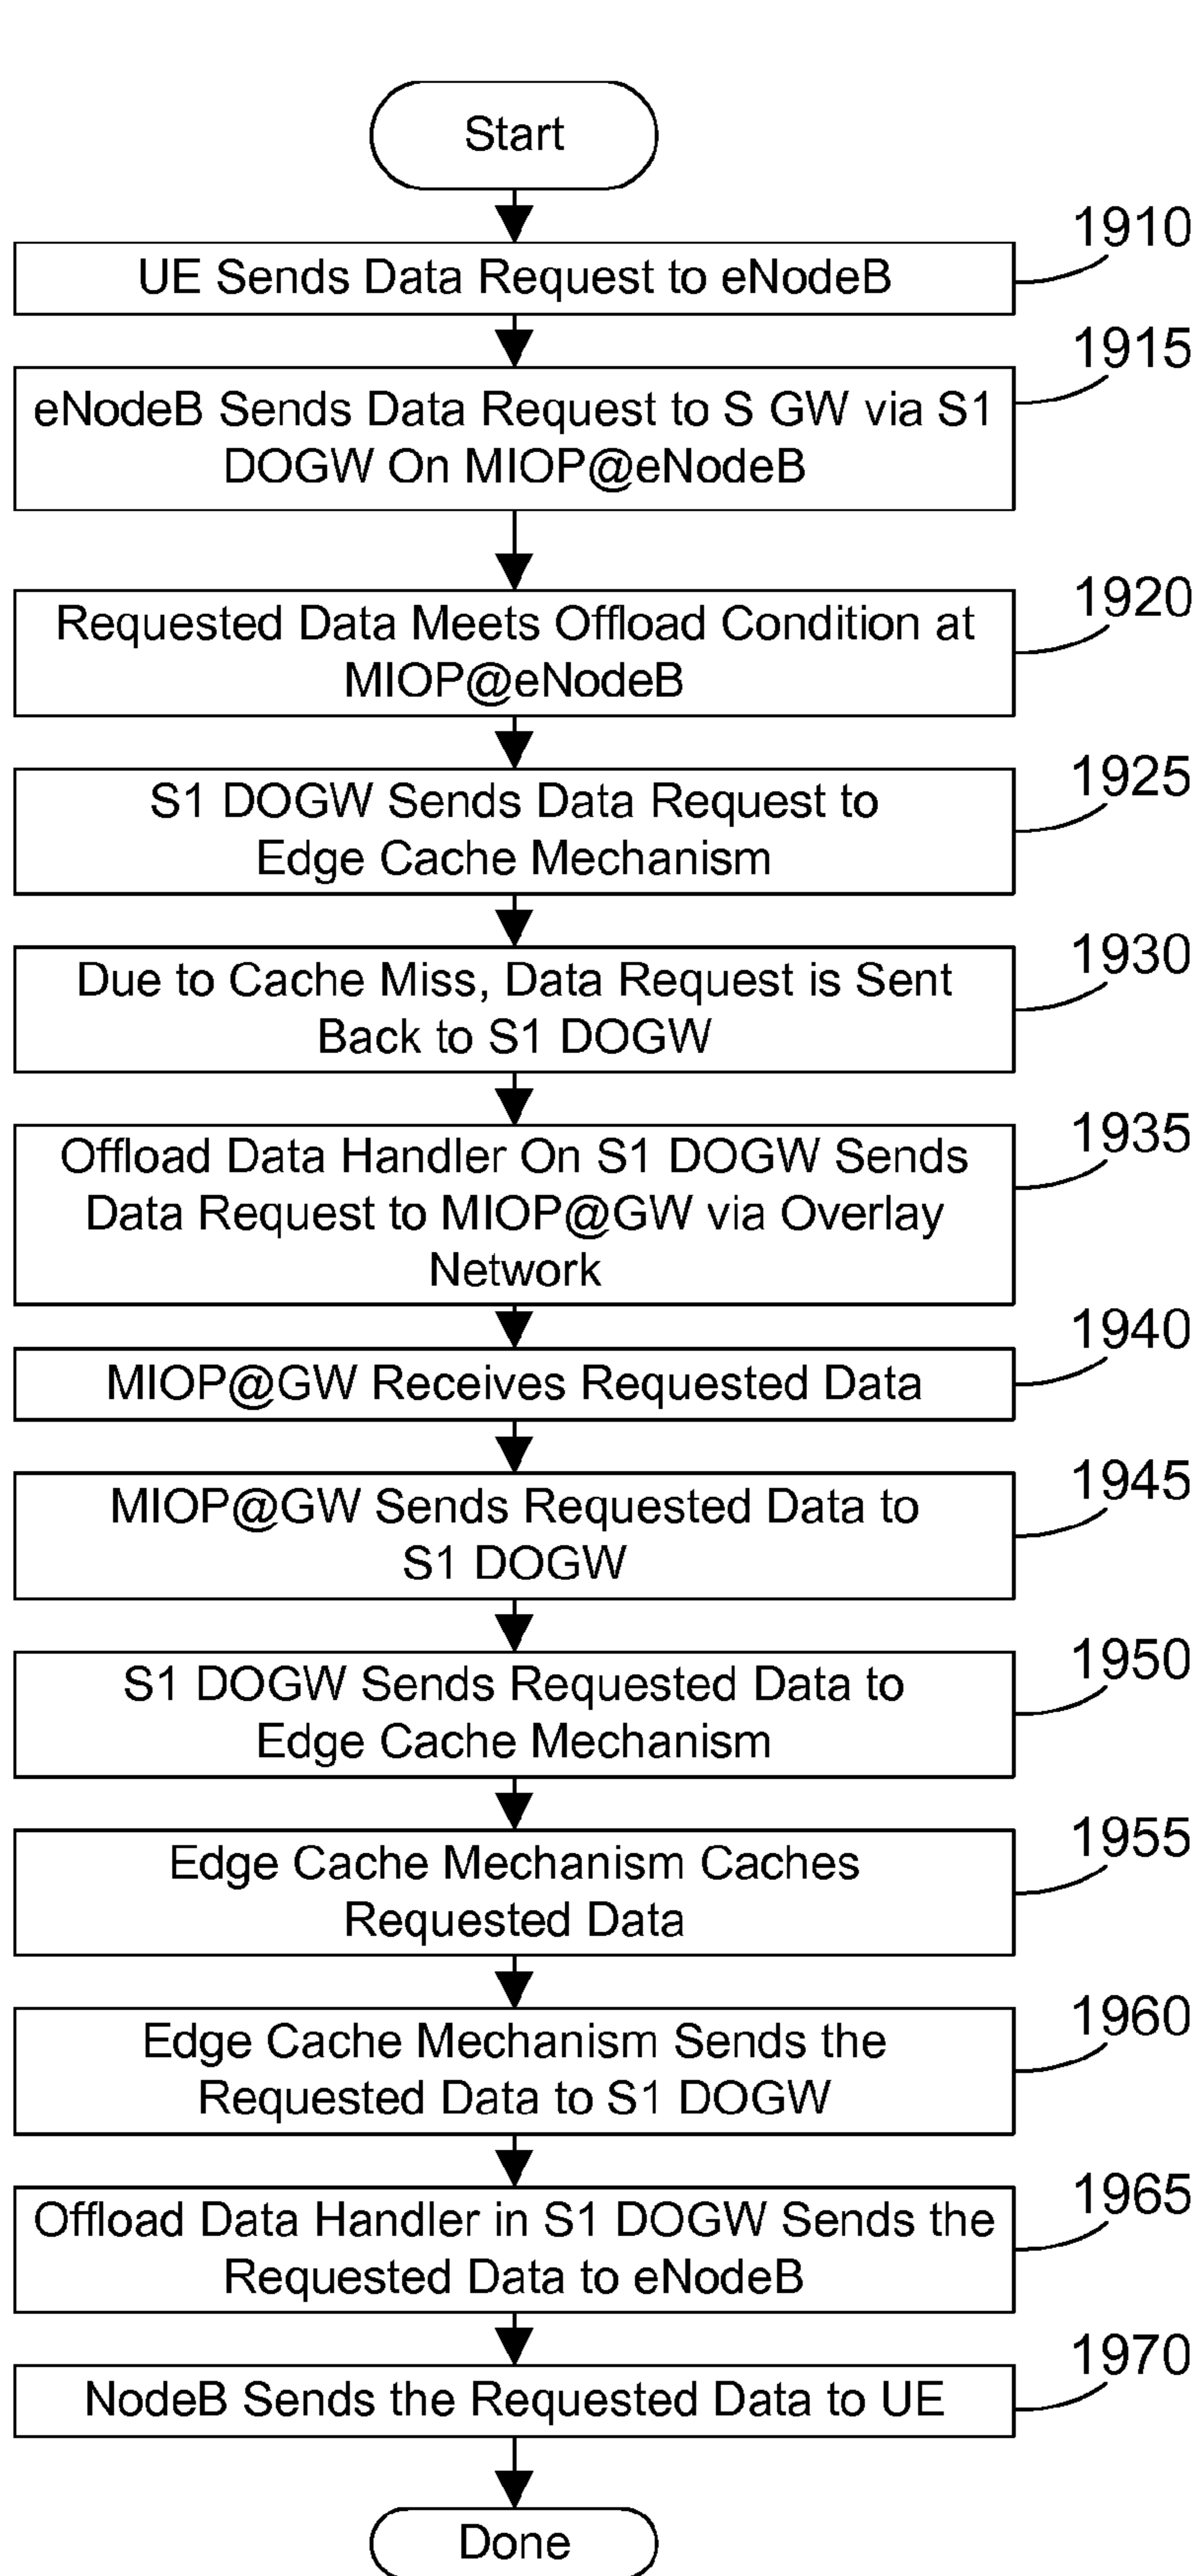 Start
1910
UE Sends Data Request to eNodeB
1915
eNodeB Sends Data Request to S GW via S1
DOGW On MIOP@eNodeB
1920
Requested Data Meets Offload Condition at
MIOP@eNodeB
1925
S1 DOGW Sends Data Request to
Edge Cache Mechanism
1930
Due to Cache Miss, Data Request is Sent
Back to S1 DOGW
1935
Offload Data Handler On S1 DOGW Sends
Data Request to MIOP@GW via Overlay
Network
1940
MIOP@GW Receives Requested Data
1945
MIOP@GW Sends Requested Data to
S1 DOGW
1950
S1 DOGW Sends Requested Data to
Edge Cache Mechanism
1955
Edge Cache Mechanism Caches
Requested Data
1960
Edge Cache Mechanism Sends the
Requested Data to S1 DOGW
1965
Offload Data Handler in S1 DOGW Sends the
Requested Data to eNodeB
1970
NodeB Sends the Requested Data to UE
Done